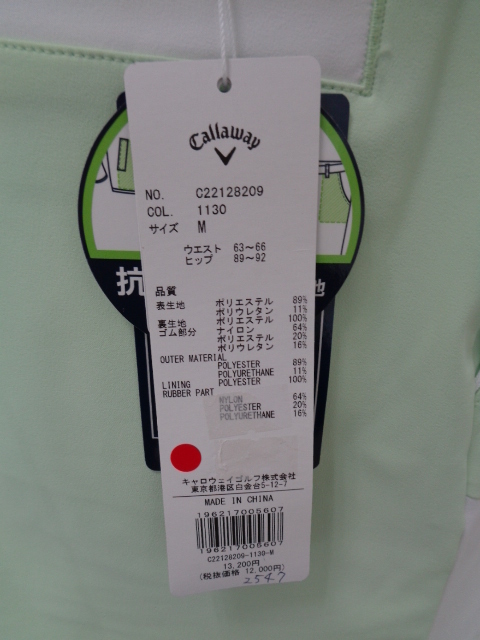 Callaway
NO. C22128209
COL. 1130
サイズ M
ウエスト 63~66
ヒップ 89~92
抗
地
品質
表生地 ポリエステル 89%
ポリウレタン 11%
裏生地 ポリエステル 100%
ゴム部分 ナイロン 64%
ポリエステル 20%
ポリウレタン 16%
OUTER MATERIAL
POLYESTER 89%
POLYURETHANE 11%
LINING POLYESTER 100%
RUBBER PART
NYLON 64%
POLYESTER 20%
POLYURETHANE 16%
キャロウェイゴルフ株式会社
東京都港区白金台5-12-7
MADE IN CHINA
196217005607
196217005607
C22128209-1130-M
13,200円
(税抜価格 12,000円)
2547